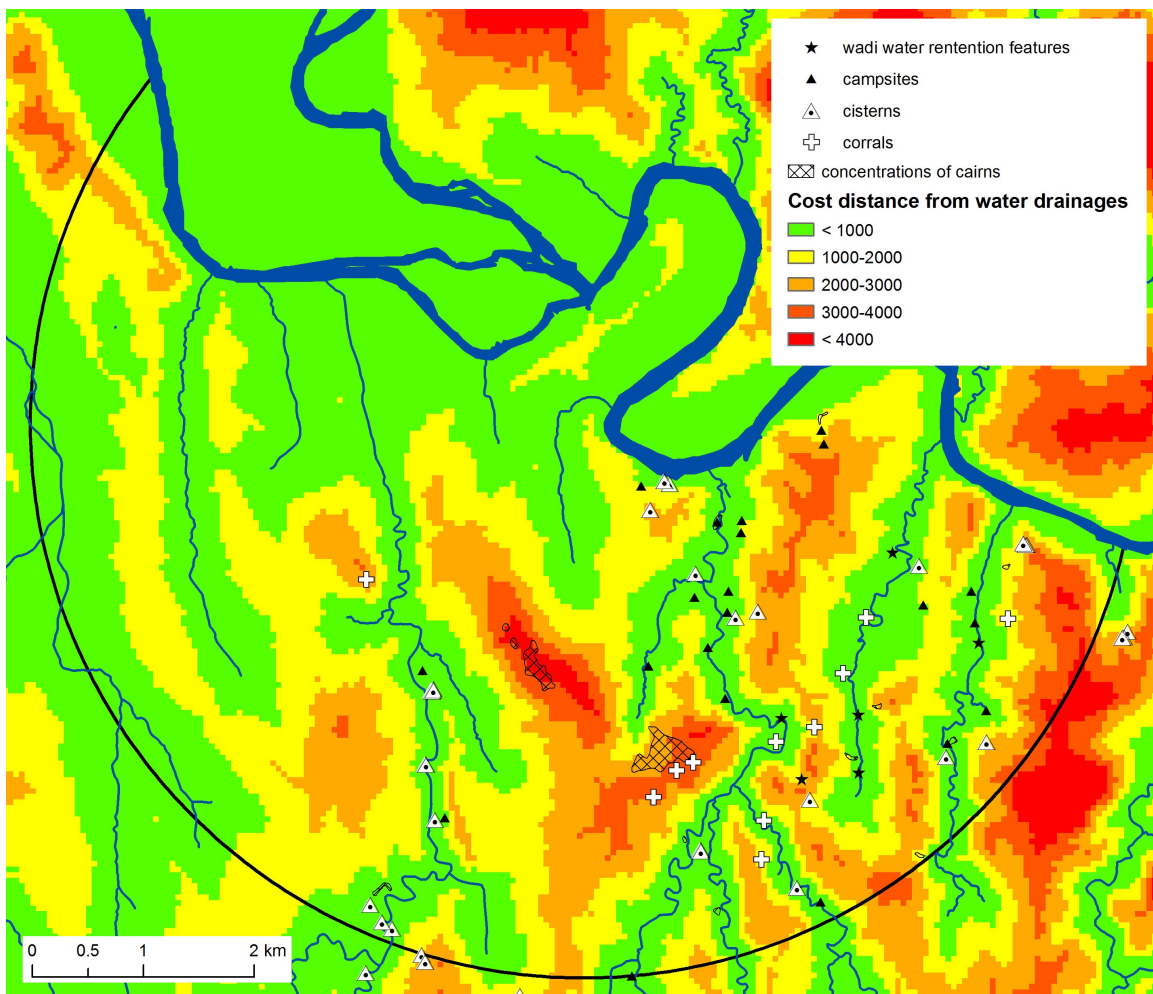 wadi water rentention features
campsites
cisterns
corrals
concentrations of cairns
Cost distance from water drainages
< 1000
1000-2000
2000-3000
3000-4000
< 4000
0 0.5 1 2 km